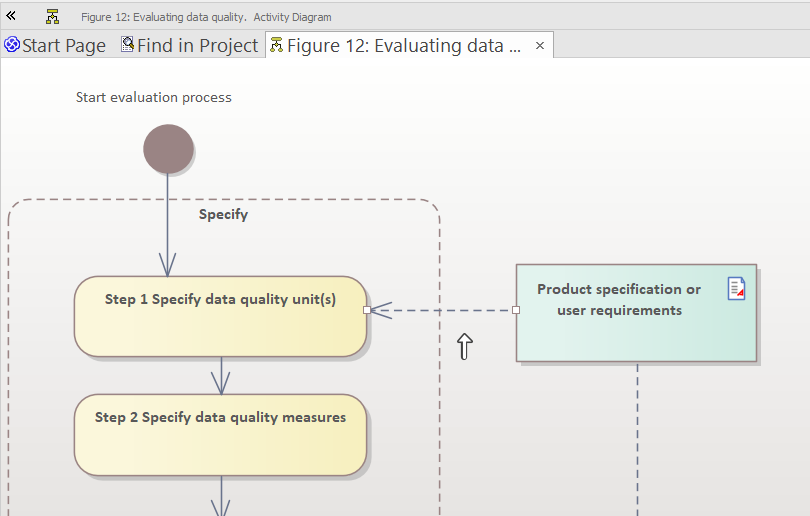 Figure 12: Evaluating data quality. Activity Diagram
Start Page
Find in Project
Figure 12: Evaluating data ...
Start evaluation process
Specify
Step 1 Specify data quality unit(s)
Product specification or
user requirements
Step 2 Specify data quality measures